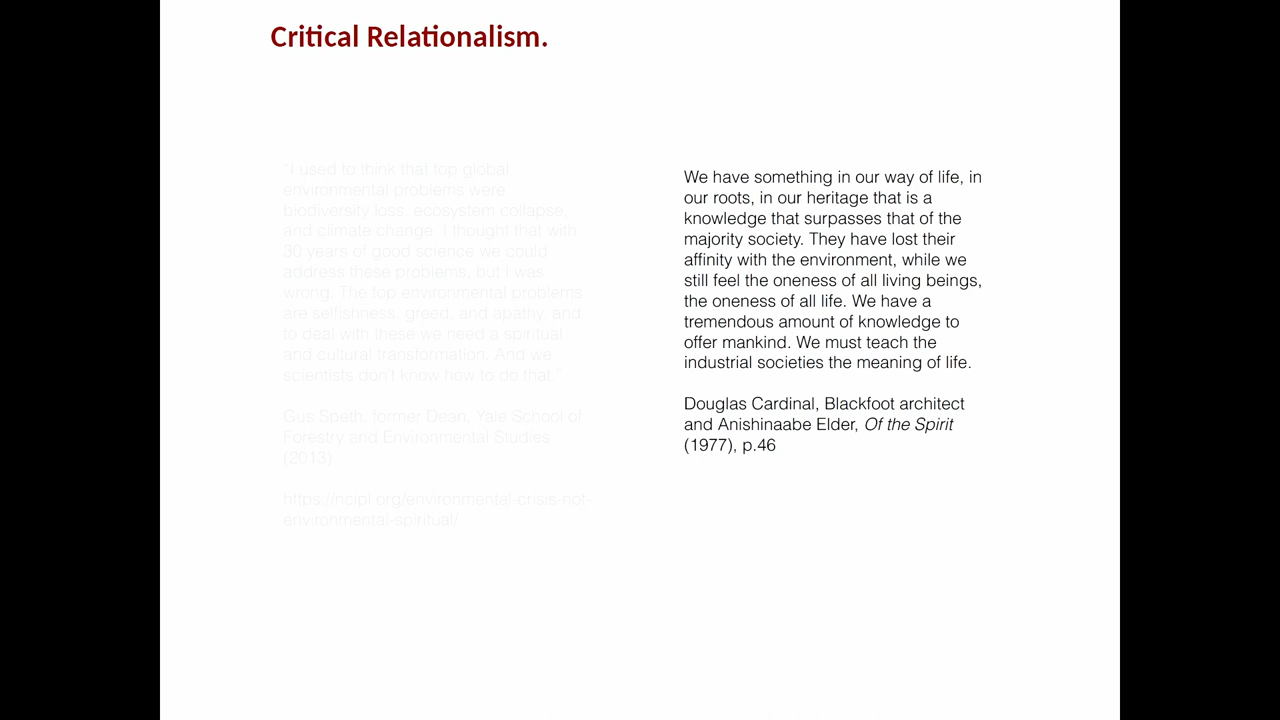 Critical Relationalism.
"I used to think that top global
environmental problems were
biodiversity loss, ecosystem collapse,
and climate change. I thought that with
30 years of good science we could
address these problems, but I was
wrong. The top environmental problems
are selfishness, greed, and apathy, and
to deal with these we need a spiritual
and cultural transformation. And we
scientists don't know how to do that."
Gus Speth, former Dean, Yale School of
Forestry and Environmental Studies
(2013)
https://ncipl.org/environmental-crisis-not-
environmental-spiritual/
We have something in our way of life, in
our roots, in our heritage that is a
knowledge that surpasses that of the
majority society. They have lost their
affinity with the environment, while we
still feel the oneness of all living beings,
the oneness of all life. We have a
tremendous amount of knowledge to
offer mankind. We must teach the
industrial societies the meaning of life.
Douglas Cardinal, Blackfoot architect
and Anishinaabe Elder, Of the Spirit
(1977), p.46